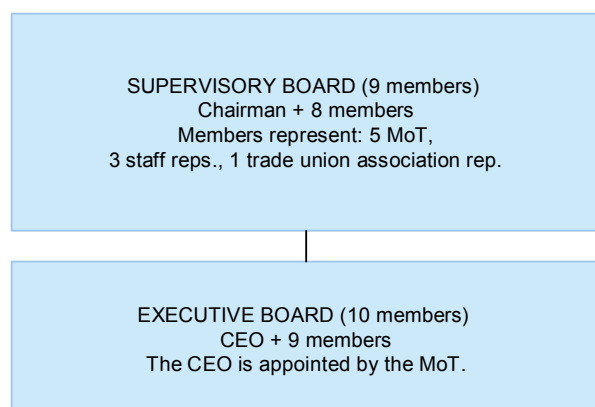 SUPERVISORY BOARD (9 members)
Chairman + 8 members
Members represent: 5 MoT,
3 staff reps., 1 trade union association rep.
EXECUTIVE BOARD (10 members)
CEO + 9 members
The CEO is appointed by the MoT.